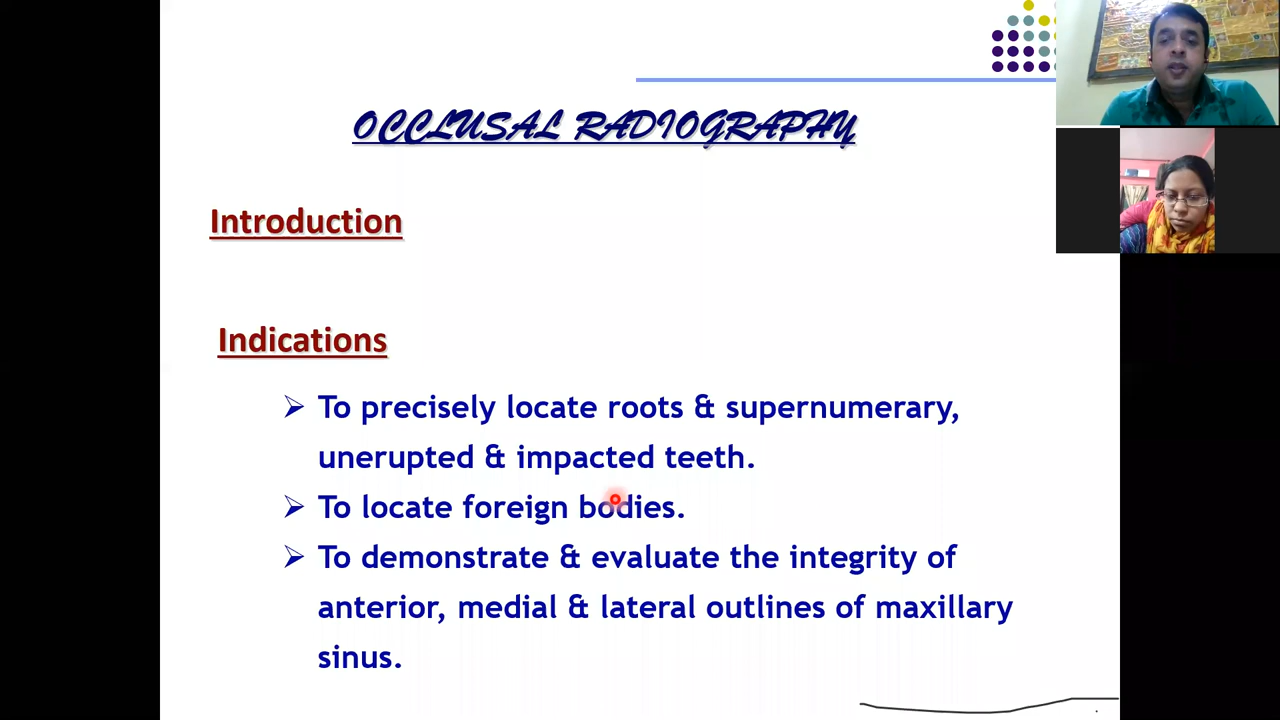 OCCLUSAL RADIOGRAPHY
Introduction
Indications
➢ To precisely locate roots & supernumerary,
unerupted & impacted teeth.
➢ To locate foreign bodies.
➢ To demonstrate & evaluate the integrity of
anterior, medial & lateral outlines of maxillary
sinus.